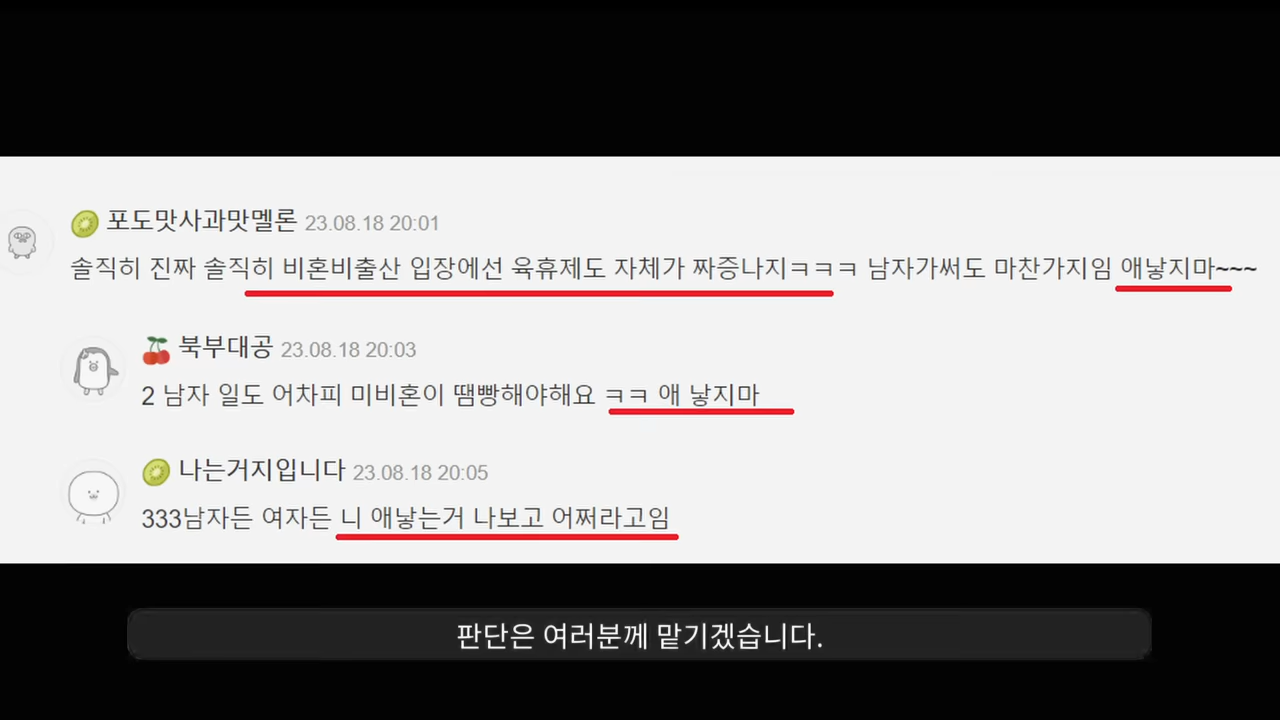 포도맛사과맛멜론 23.08.18 20:01
솔직히 진짜 솔직히 비혼비출산 입장에선 육휴제도 자체가 짜증나지ㅋㅋㅋ 남자가써도 마찬가지임 애낳지마~~~
북부대공 23.08.18 20:03
2 남자 일도 어차피 미비혼이 땜빵해야해요 ㅋㅋ 애 낳지마
나는거지입니다 23.08.18 20:05
333남자든 여자든 니 애낳는거 나보고 어쩌라고임
판단은 여러분께 맡기겠습니다.